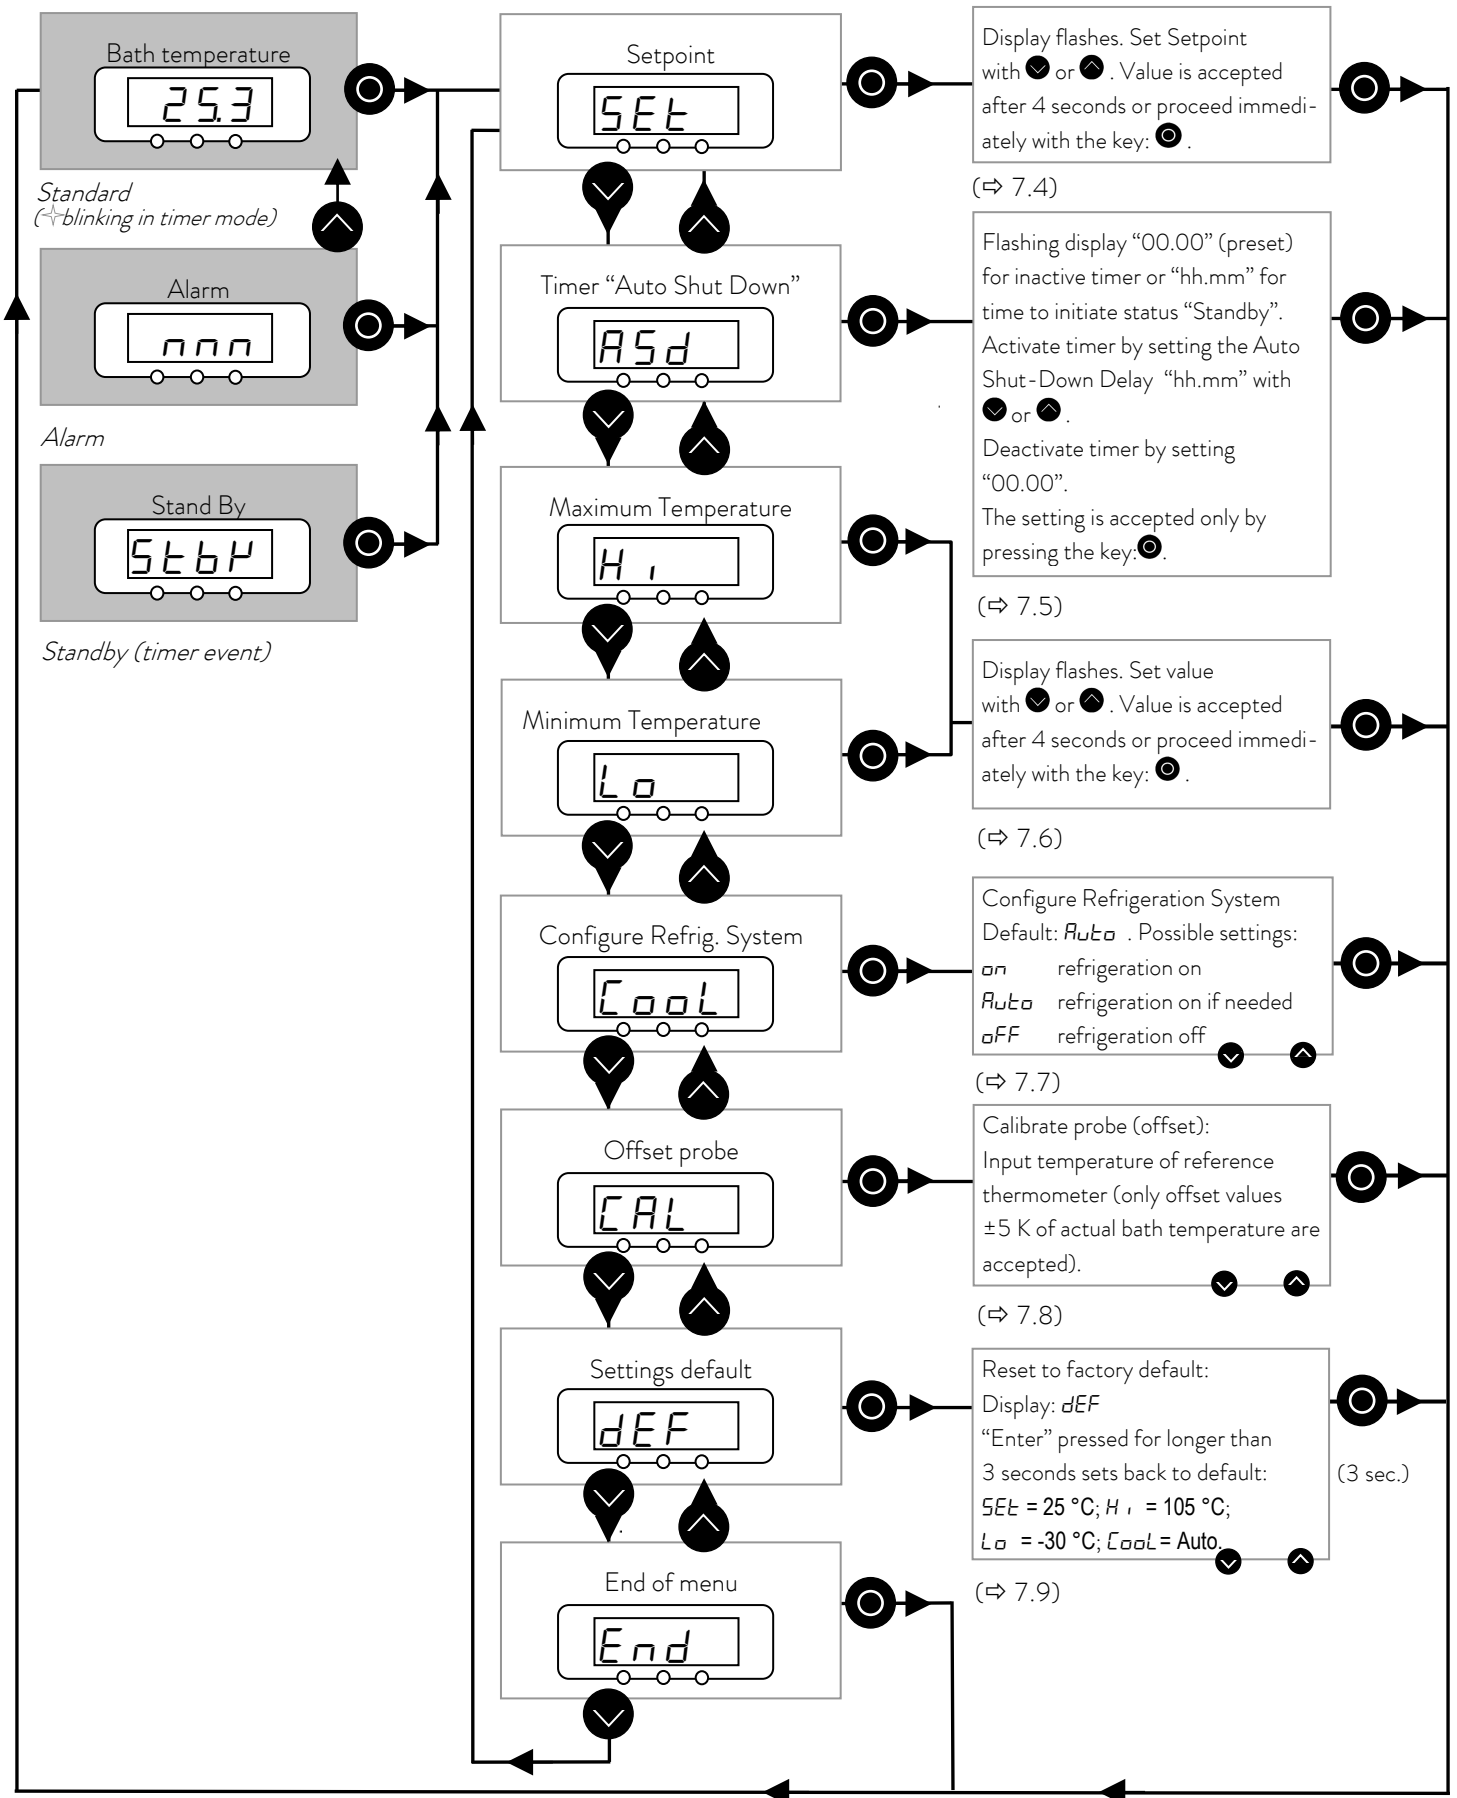 Bath temperature
25.3
Standard
(blinking in timer mode)
Alarm
nnn
Alarm
Stand By
Stby
Standby (timer event)
Setpoint
SEt
Timer “Auto Shut Down”
ASd
Maximum Temperature
Hi
Minimum Temperature
Lo
Configure Refrig. System
CooL
Offset probe
CAL
Settings default
dEF
End of menu
End
Display flashes. Set Setpoint
with or . Value is accepted
after 4 seconds or proceed immedi-
ately with the key: .
(⇨ 7.4)
Flashing display “00.00” (preset)
for inactive timer or “hh.mm” for
time to initiate status “Standby”.
Activate timer by setting the Auto
Shut-Down Delay “hh.mm” with
or .
Deactivate timer by setting
“00.00”.
The setting is accepted only by
pressing the key: .
(⇨ 7.5)
Display flashes. Set value
with or . Value is accepted
after 4 seconds or proceed immedi-
ately with the key: .
(⇨ 7.6)
Configure Refrigeration System
Default: Auto . Possible settings:
on refrigeration on
Auto refrigeration on if needed
oFF refrigeration off
(⇨ 7.7)
Calibrate probe (offset):
Input temperature of reference
thermometer (only offset values
±5 K of actual bath temperature are
accepted).
(⇨ 7.8)
Reset to factory default:
Display: dEF
“Enter” pressed for longer than
3 seconds sets back to default:
SEt = 25 °C; Hi = 105 °C;
Lo = -30 °C; CooL = Auto.
(3 sec.)
(⇨ 7.9)